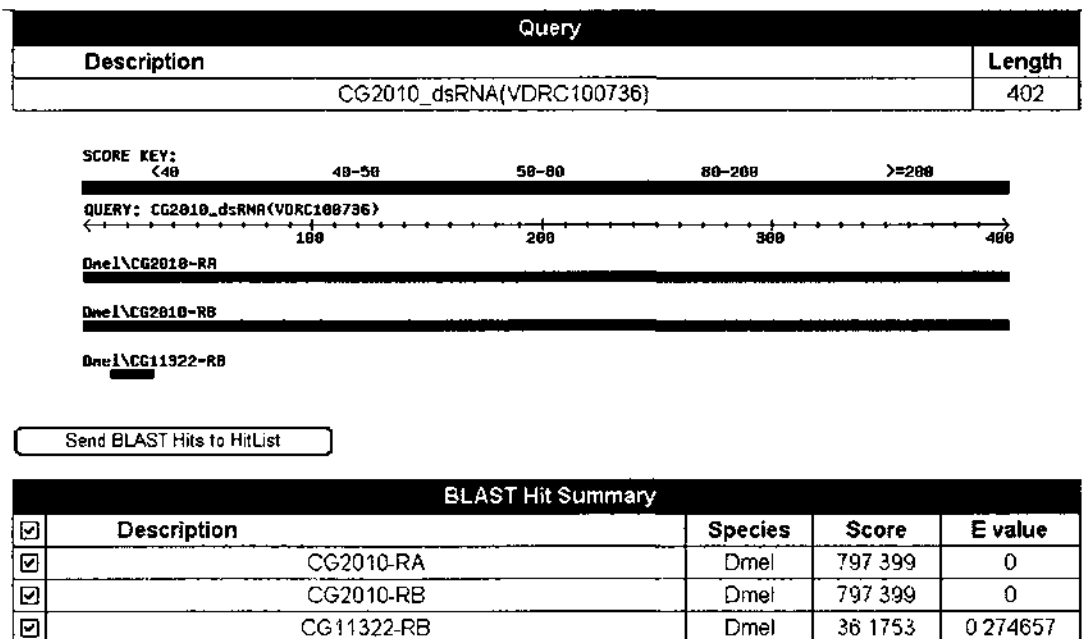 Query
Description Length
CG2010_dsRNA(VDRC100736) 402
SCORE KEY:
<40 40-50 50-80 80-200 >=200
QUERY: CG2010_dsRNA(VDRC100736)
100 200 300 400
Dmel\CG2010-RA
Dmel\CG2010-RB
Dmel\CG11322-RB
Send BLAST Hits to HitList
BLAST Hit Summary
Description Species Score E value
CG2010-RA Dmel 797 399 0
CG2010-RB Dmel 797 399 0
CG11322-RB Dmel 36 1753 0 274657